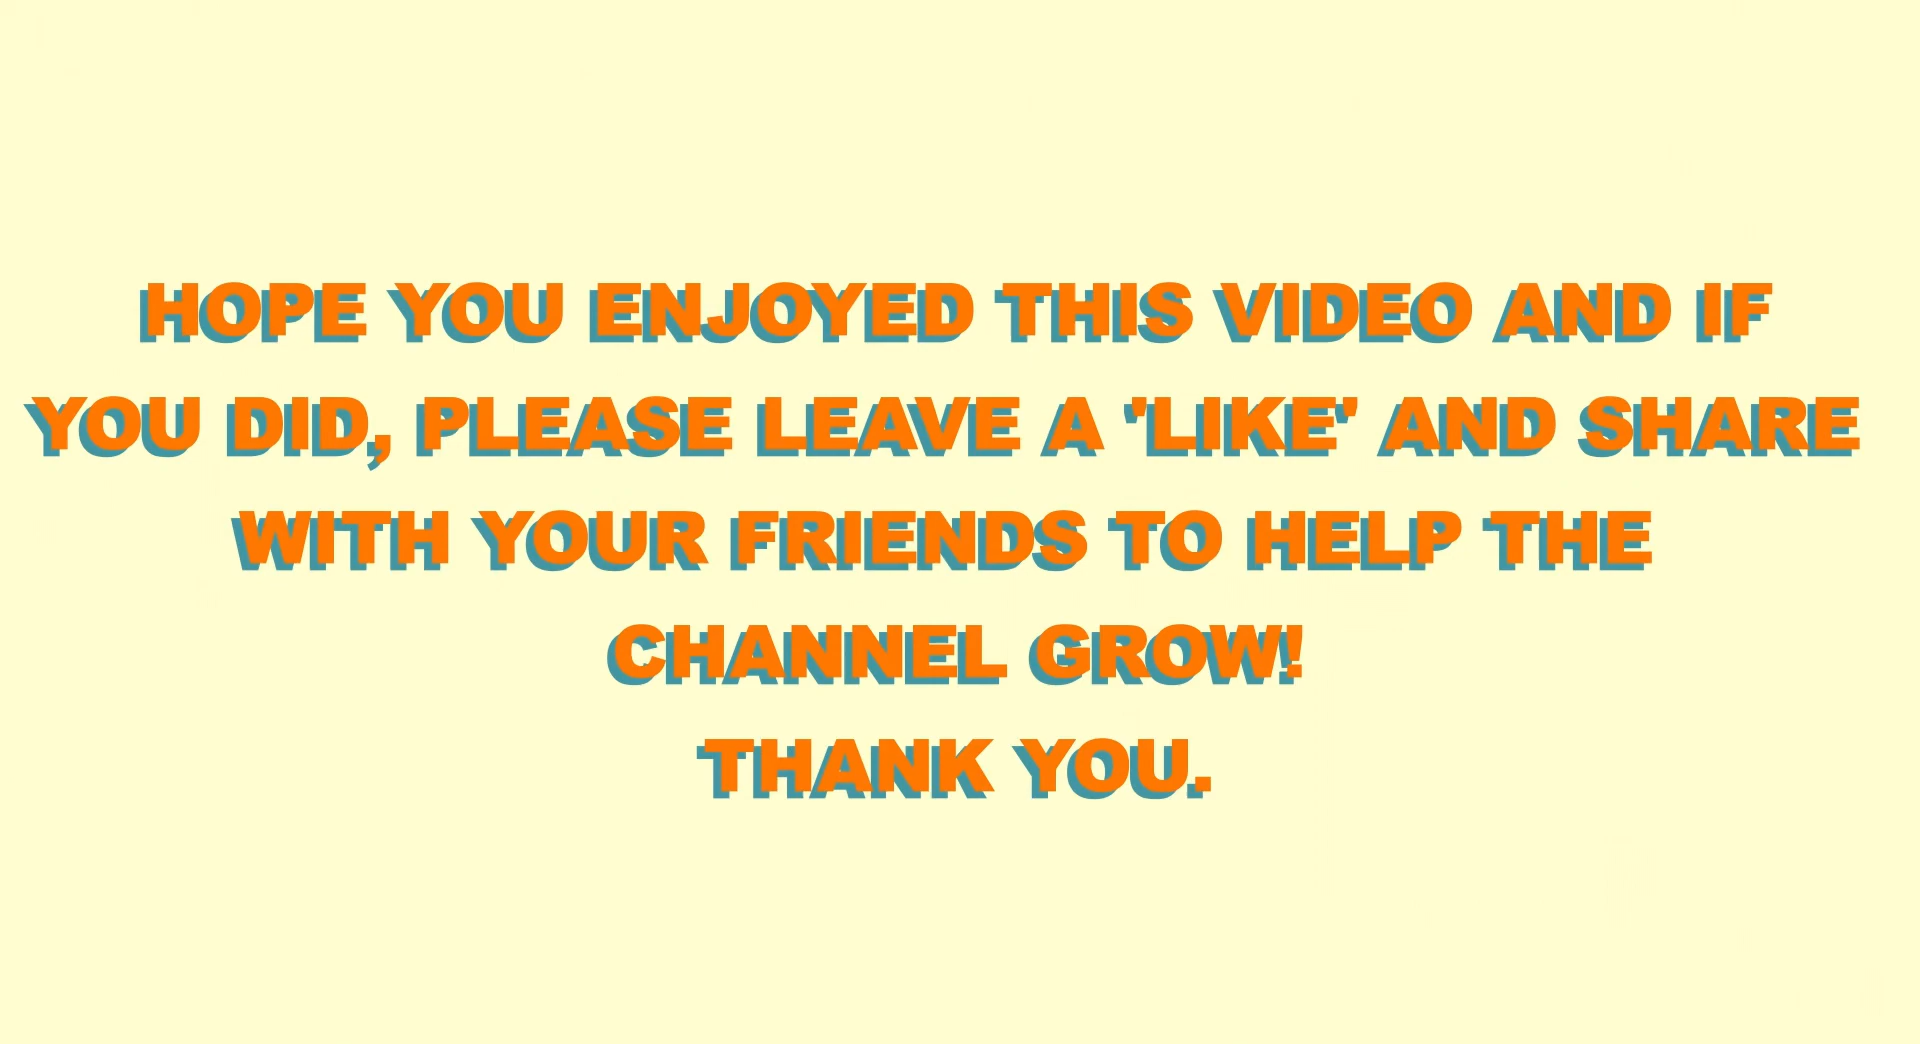 HOPE YOU ENJOYED THIS VIDEO AND IF
YOU DID, PLEASE LEAVE A 'LIKE' AND SHARE
WITH YOUR FRIENDS TO HELP THE
CHANNEL GROW!
THANK YOU.